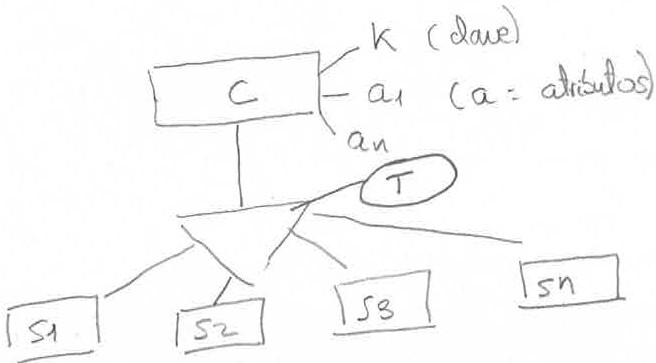 K (clave)
C
a1 (a = atributos)
an
T
S1
S2
S3
Sn